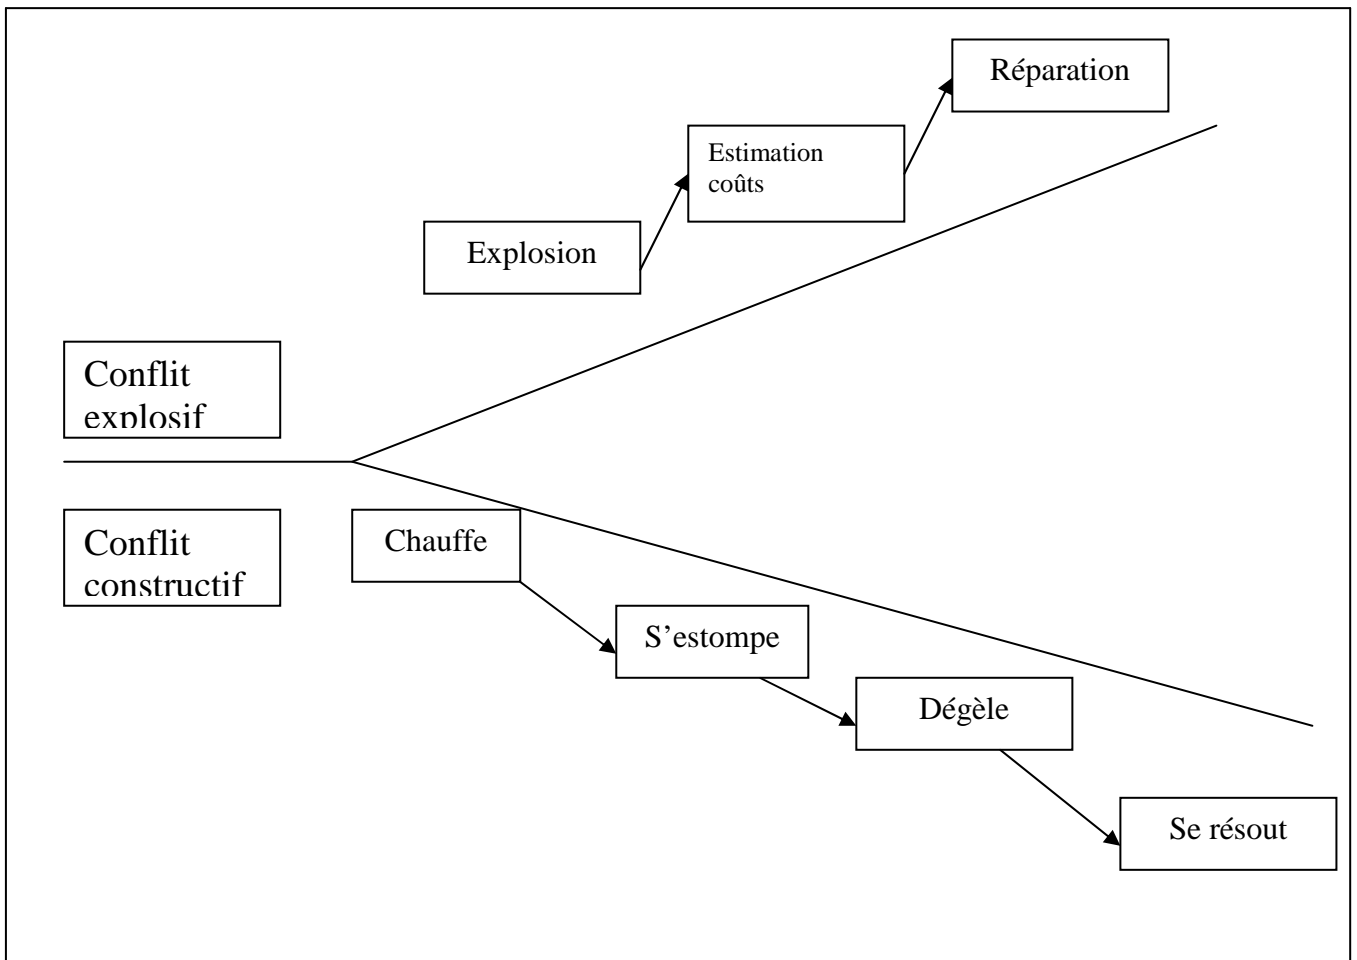 Réparation
Estimation
coûts
Explosion
Conflit
explosif
Conflit
constructif
Chauffe
S’estompe
Dégèle
Se résout